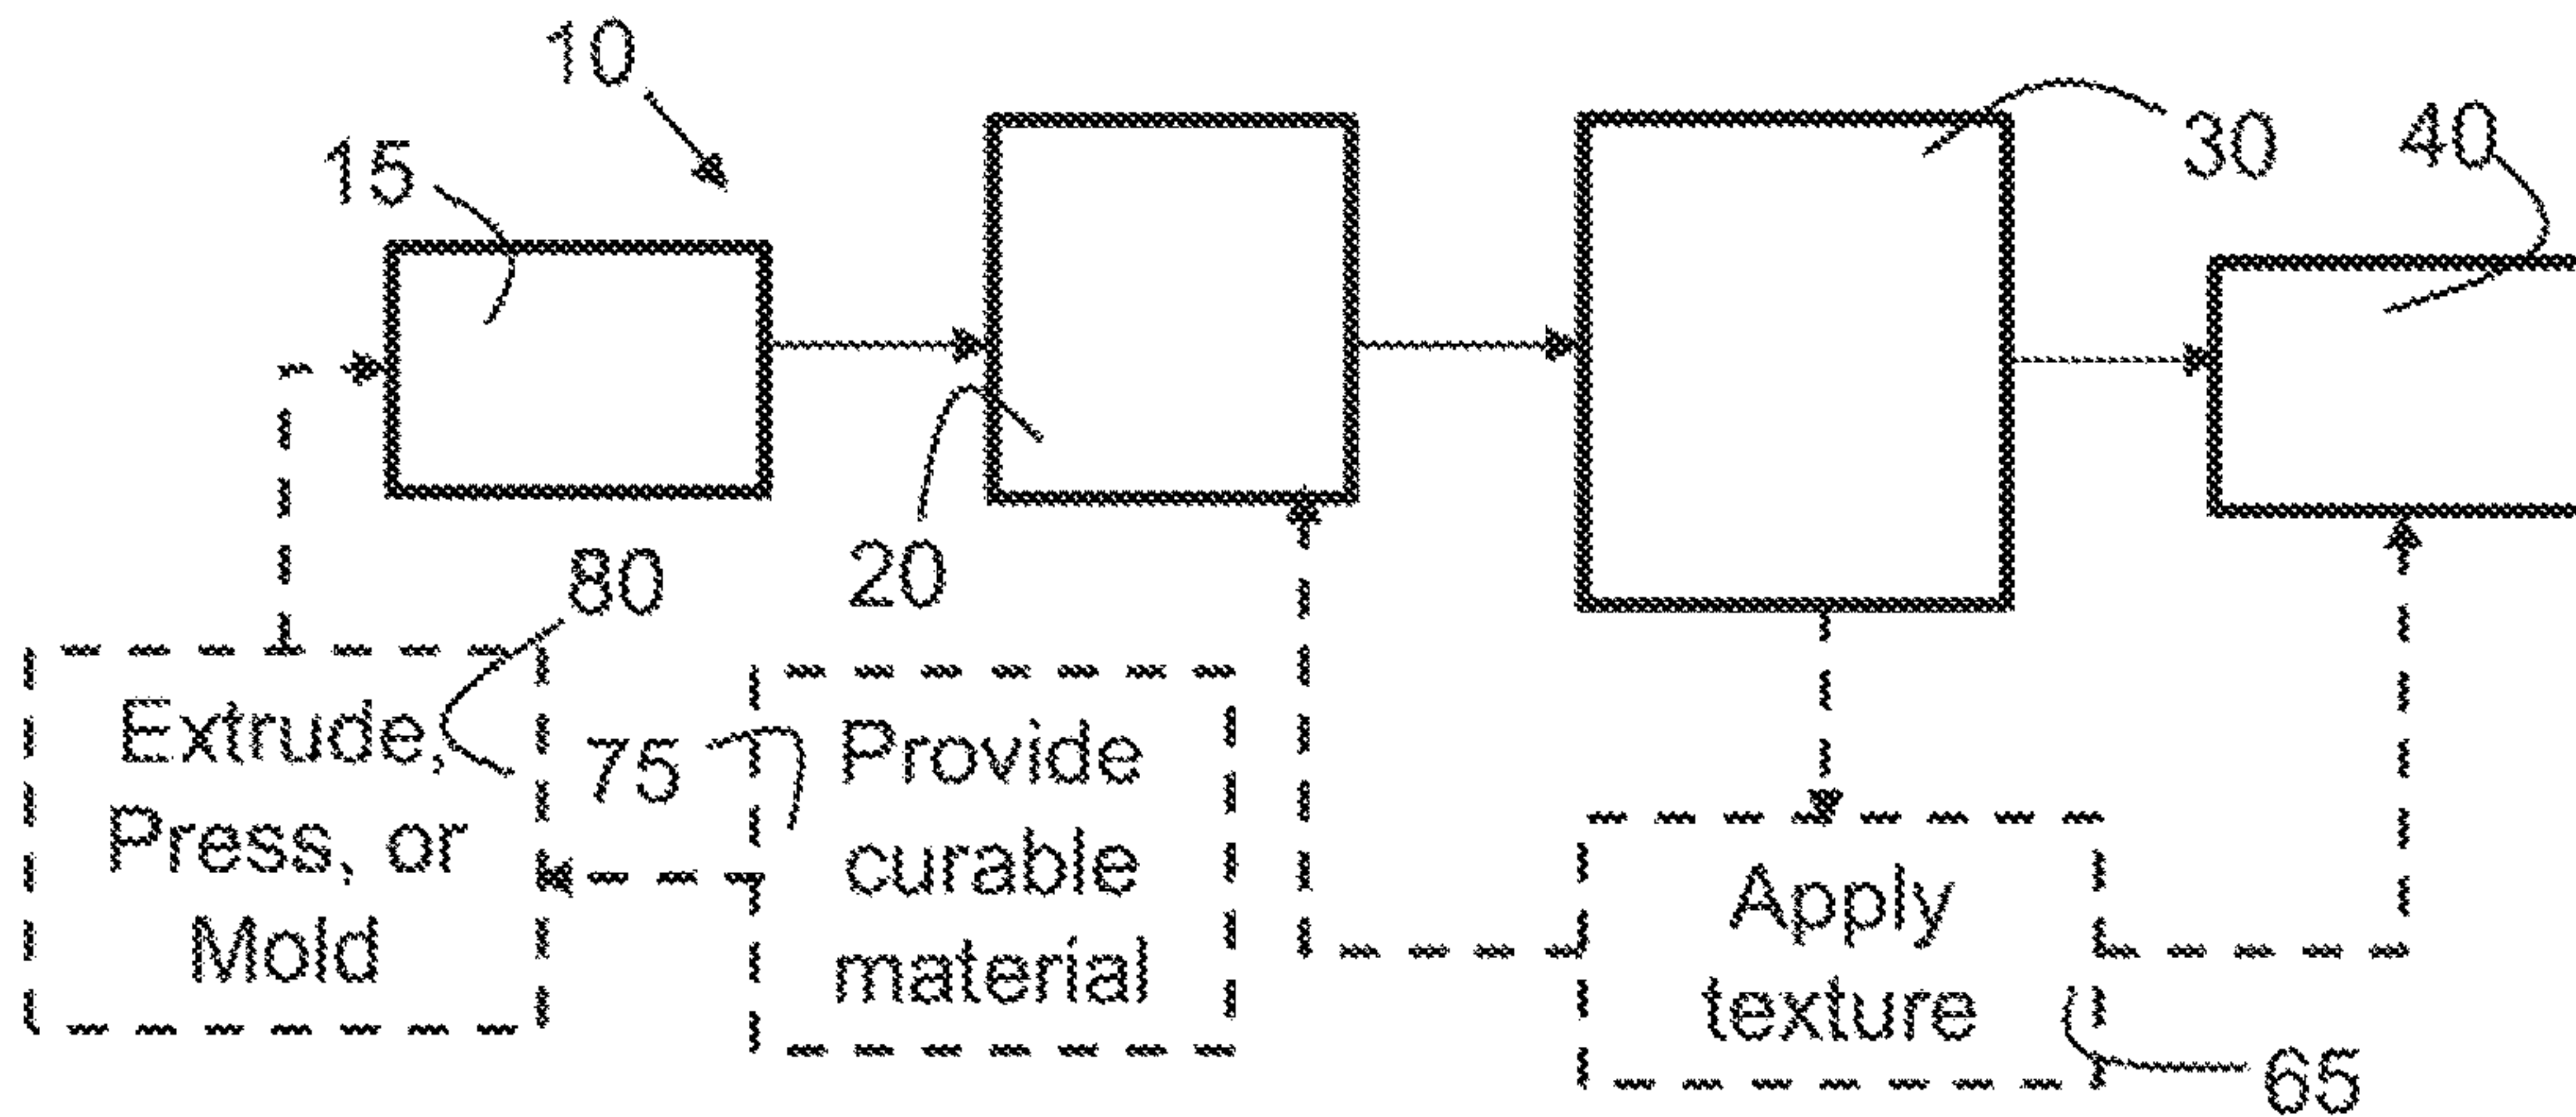 10
15
30
40
20
80
Extrude,
Press, or
Mold
75
Provide
curable
material
Apply
texture
65